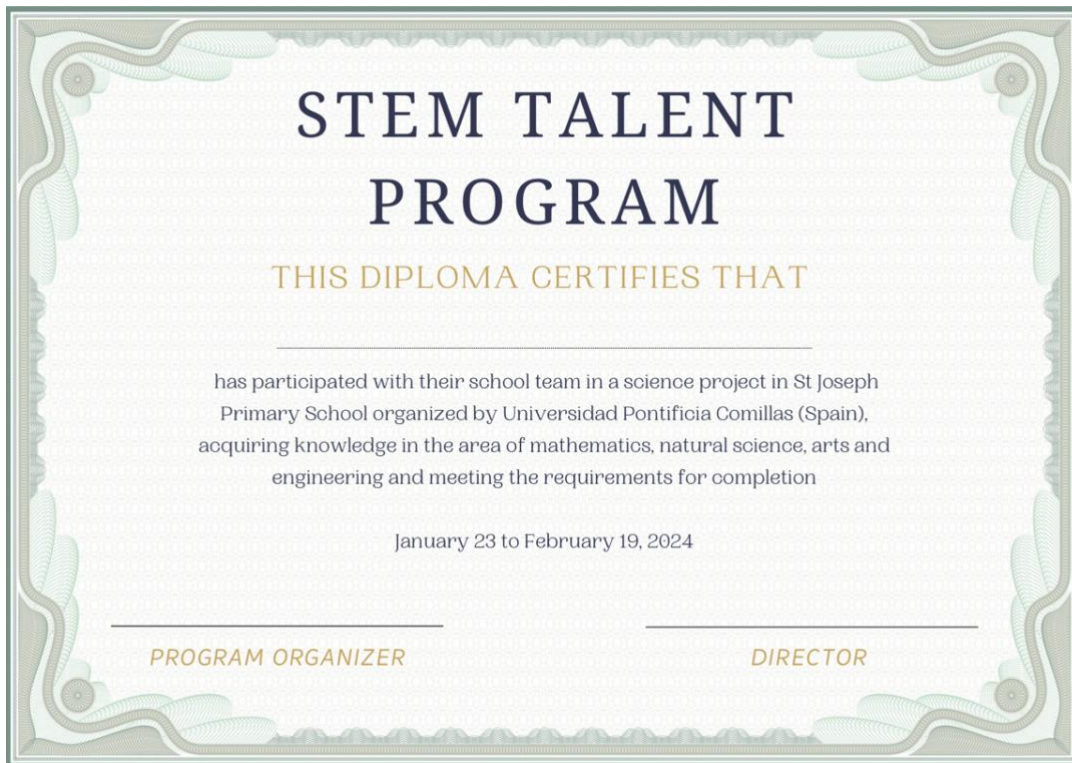 STEM TALENT
PROGRAM
THIS DIPLOMA CERTIFIES THAT
has participated with their school team in a science project in St Joseph
Primary School organized by Universidad Pontificia Comillas (Spain),
acquiring knowledge in the area of mathematics, natural science, arts and
engineering and meeting the requirements for completion
January 23 to February 19, 2024
PROGRAM ORGANIZER
DIRECTOR